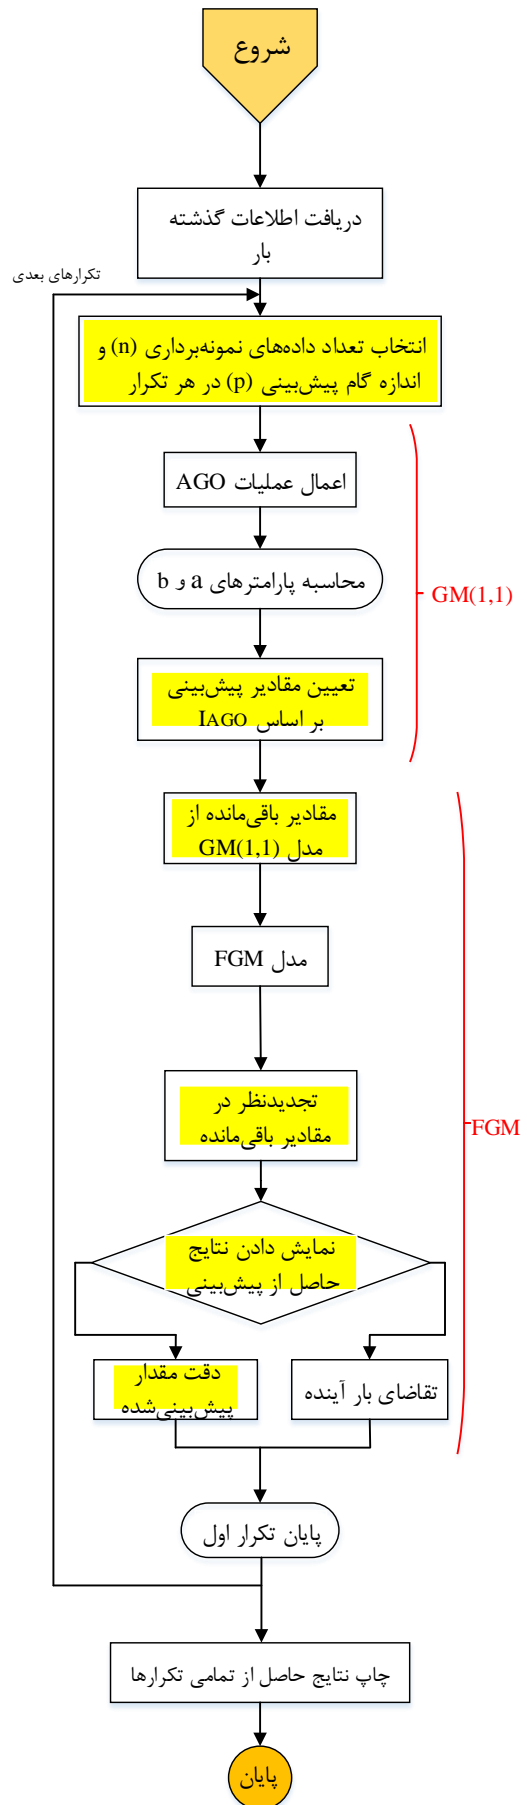 شروع
دریافت اطلاعات گذشته
بار
تکرارهای بعدی
انتخاب تعداد داده‌های نمونه‌برداری (n) و
اندازه گام پیش‌بینی (p) در هر تکرار
اعمال عملیات AGO
محاسبه پارامترهای a و b
GM(1,1)
تعیین مقادیر پیش‌بینی
بر اساس IAGO
مقادیر باقی‌مانده از
مدل GM(1,1)
مدل FGM
تجدیدنظر در
مقادیر باقی‌مانده
FGM
نمایش دادن نتایج
حاصل از پیش‌بینی
دقت مقدار
پیش‌بینی‌شده
تقاضای بار آینده
پایان تکرار اول
چاپ نتایج حاصل از تمامی تکرارها
پایان